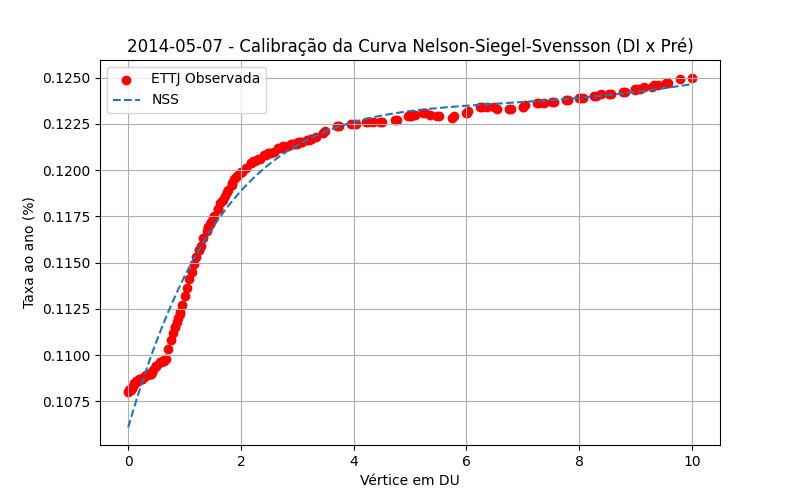 2014-05-07 - Calibração da Curva Nelson-Siegel-Svensson (DI x Pré)
ETTJ Observada
NSS
Taxa ao ano (%)
0.1250
0.1225
0.1200
0.1175
0.1150
0.1125
0.1100
0.1075
0 2 4 6 8 10
Vértice em DU